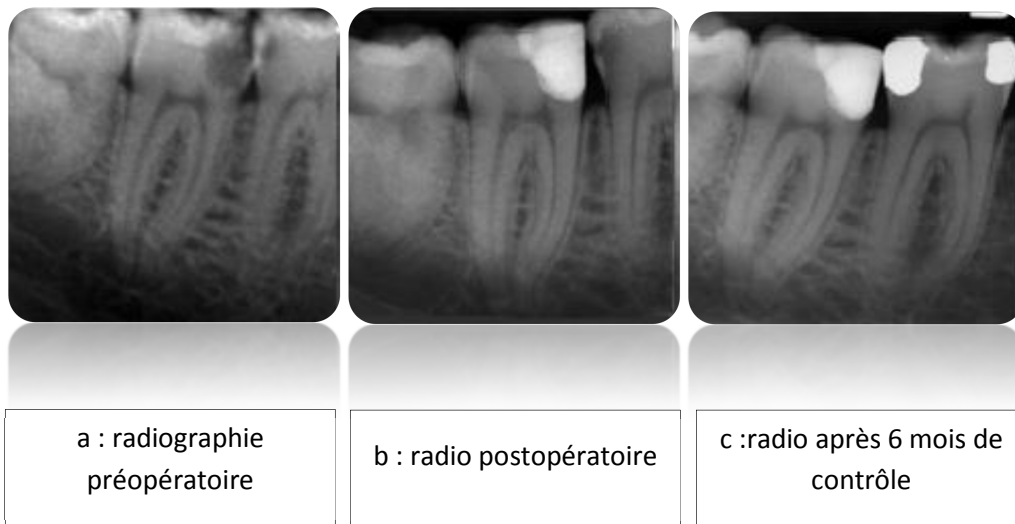 a : radiographie
préopératoire
b : radio postopératoire
c :radio après 6 mois de
contrôle